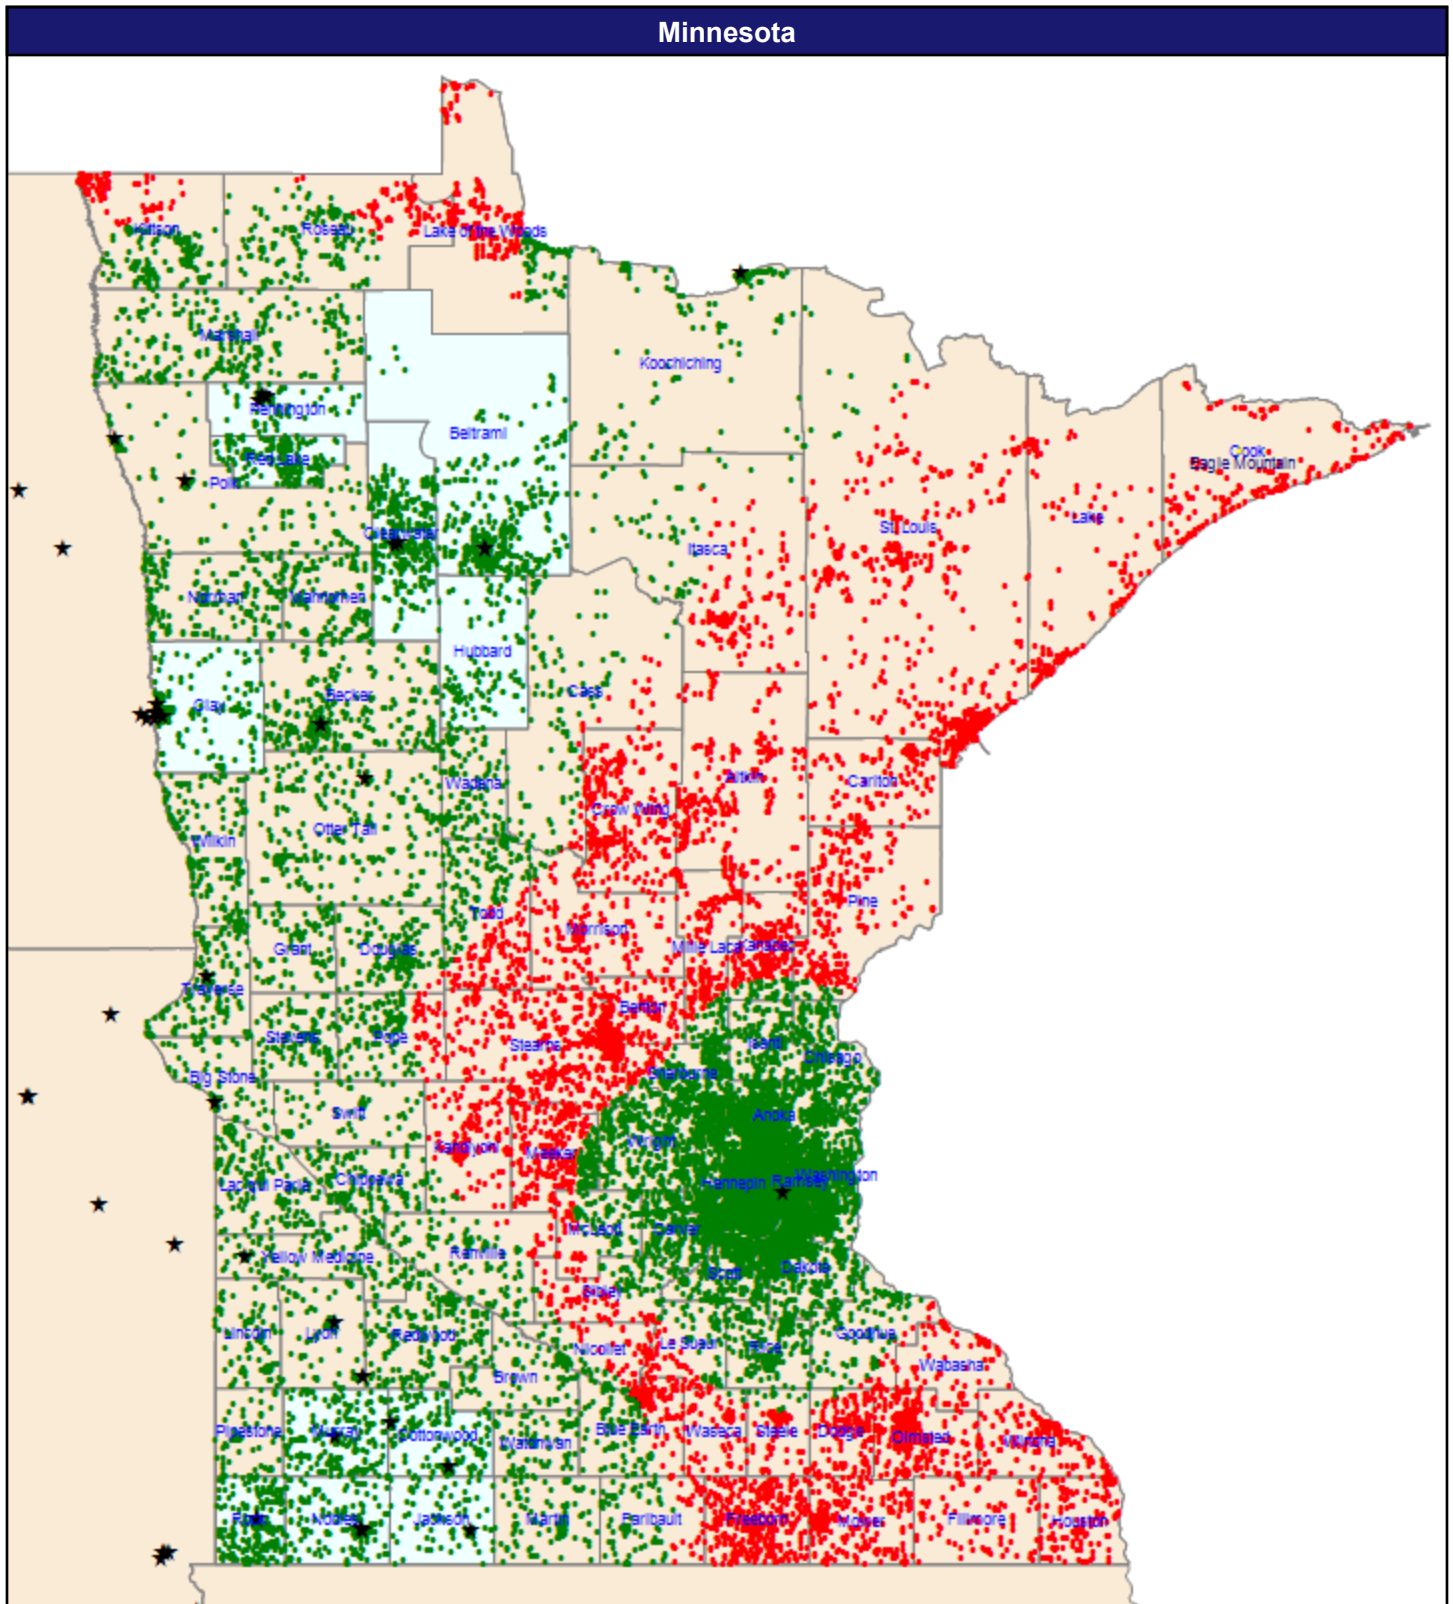 Minnesota
Kittson
Roseau
Lake of the Woods
Marshall
Koochiching
Pennington
Beltrami
Red Lake
Polk
Cook
Eagle Mountain
Lake
St. Louis
Clearwater
Itasca
Norman
Mahnomen
Hubbard
Cass
Clay
Becker
Wadena
Aitkin
Carlton
Crow Wing
Otter Tail
Wilkin
Pine
Todd
Morrison
Mille Lacs
Kanabec
Grant
Douglas
Traverse
Benton
Stevens
Pope
Stearns
Isanti
Chisago
Big Stone
Sherburne
Swift
Anoka
Wright
Kandiyohi
Meeker
Lac qui Parle
Chippewa
Hennepin
Ramsey
Washington
McLeod
Carver
Yellow Medicine
Renville
Scott
Dakota
Sibley
Lincoln
Lyon
Redwood
Nicollet
Le Sueur
Rice
Goodhue
Wabasha
Brown
Pipestone
Murray
Cottonwood
Watonwan
Blue Earth
Waseca
Steele
Dodge
Olmsted
Winona
Rock
Nobles
Jackson
Martin
Faribault
Freeborn
Mower
Fillmore
Houston